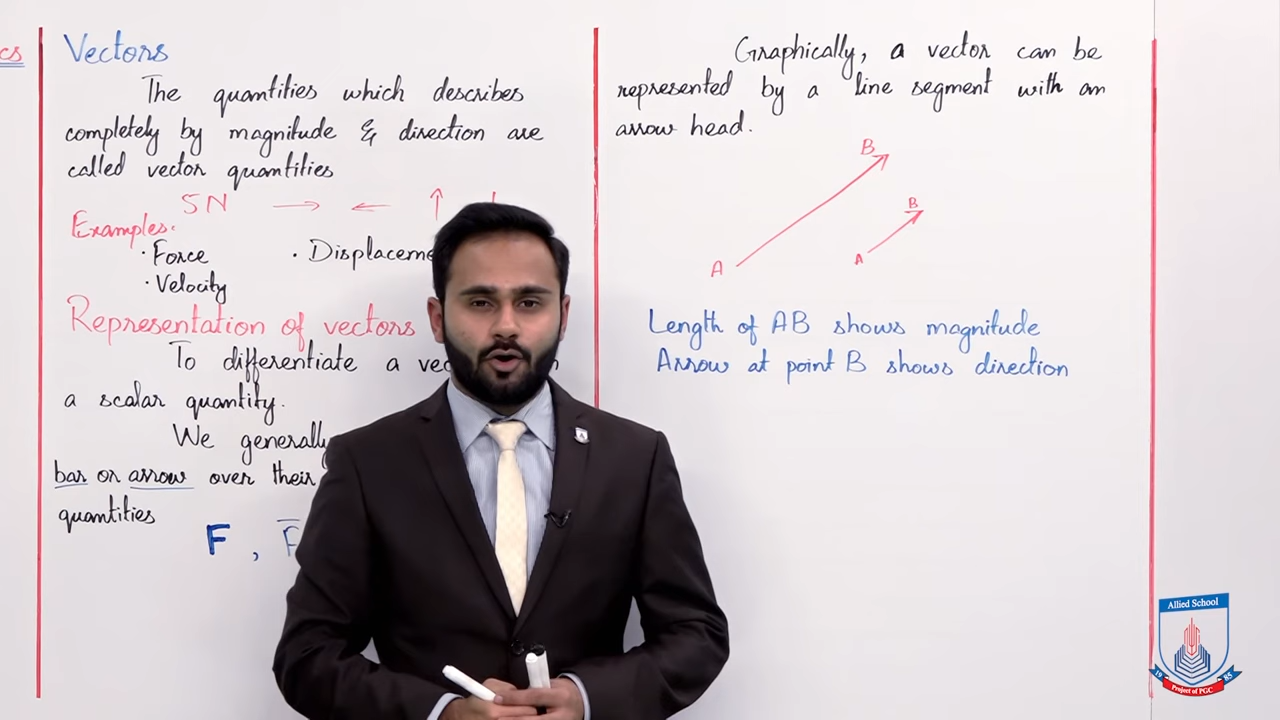 cs
Vectors
The quantities which describes
completely by magnitude & direction are
called vector quantities
5N
Examples:
· Force
· Displaceme
· Velocity
Representation of vectors
To differentiate a vec
a scalar quantity.
We generally
bar or arrow over their
quantities
F , F
Graphically, a vector can be
represented by a line segment with an
arrow head.
B
A
B
A
Length of AB shows magnitude
Arrow at point B shows direction
Allied School
19 85
Project of PGC